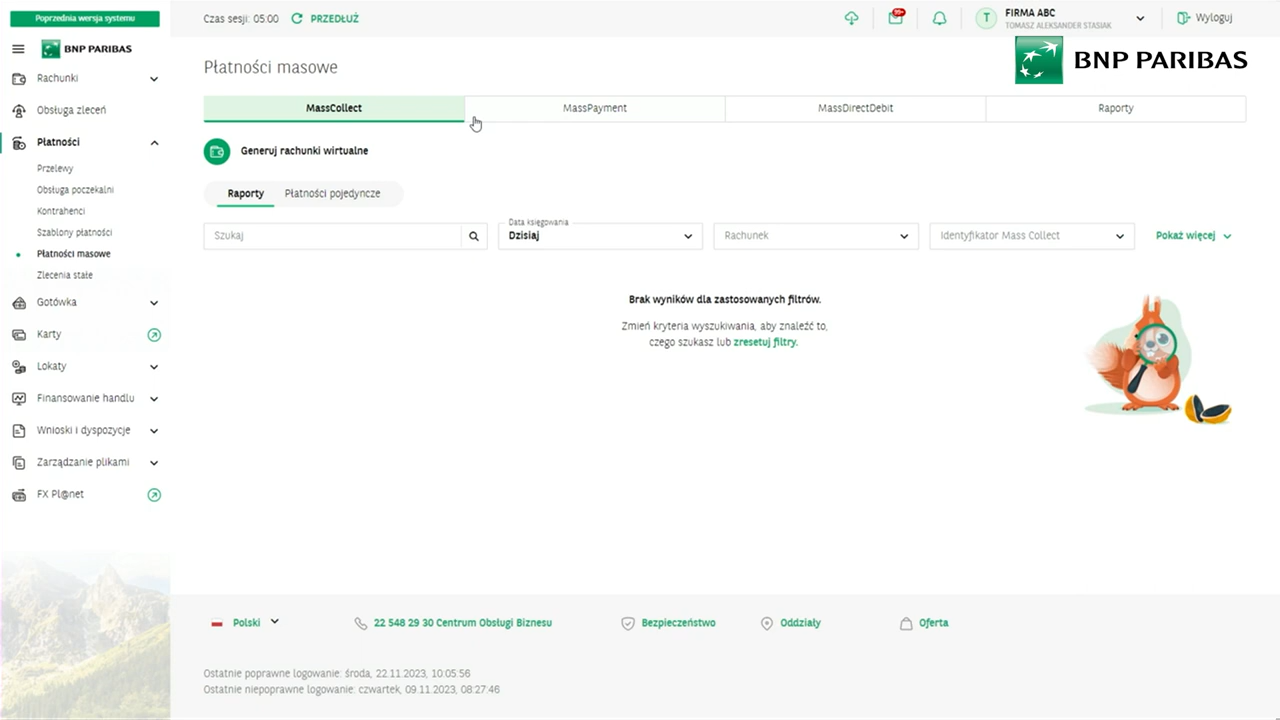 Poprzednia wersja systemu
BNP PARIBAS
Rachunki
Obsługa zleceń
Płatności
Przelewy
Obsługa poczekalni
Kontrahenci
Szablony płatności
Płatności masowe
Zlecenia stałe
Gotówka
Karty
Lokaty
Finansowanie handlu
Wnioski i dyspozycje
Zarządzanie plikami
FX Pl@net
Czas sesji: 05:00 PRZEDŁUŻ
99+
T
FIRMA ABC
TOMASZ ALEKSANDER STASIAK
Wyloguj
BNP PARIBAS
Płatności masowe
MassCollect MassPayment MassDirectDebit Raporty
Generuj rachunki wirtualne
Raporty Płatności pojedyncze
Szukaj
Data księgowania
Dzisiaj
Rachunek
Identyfikator Mass Collect
Pokaż więcej
Brak wyników dla zastosowanych filtrów.
Zmień kryteria wyszukiwania, aby znaleźć to,
czego szukasz lub zresetuj filtry.
Polski 22 548 29 30 Centrum Obsługi Biznesu Bezpieczeństwo Oddziały Oferta
Ostatnie poprawne logowanie: środa, 22.11.2023, 10:05:56
Ostatnie niepoprawne logowanie: czwartek, 09.11.2023, 08:27:46